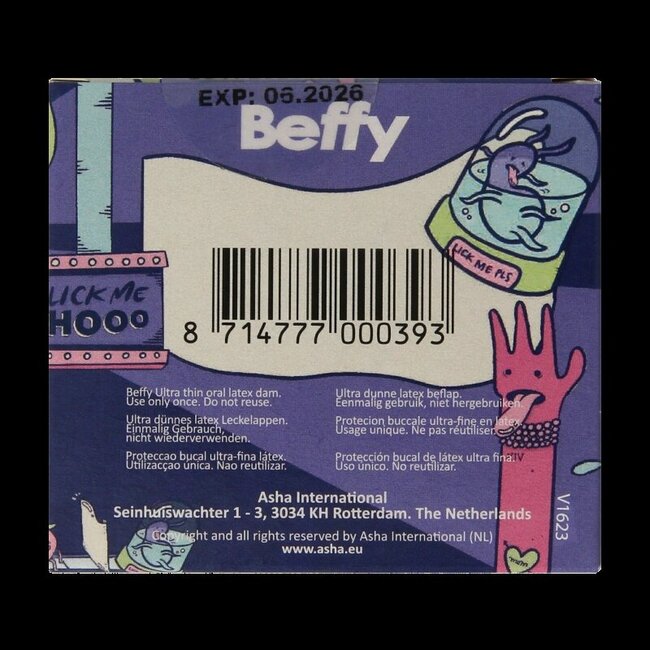 EXP: 06.2026
Beffy
LICK ME PLS
LICK ME
HOOO
8 714777 000393
Beffy Ultra thin oral latex dam.
Use only once. Do not reuse.
Ultra dünnes latex Leckelappen.
Einmalig Gebrauch,
nicht wiederverwenden.
Proteccao bucal ultra-fina látex.
Utilizacçao única. Nao reutilizar.
Ultra dunne latex beflap.
Eenmalig gebruik, niet hergebruiken.
Protecion buccale ultra-fine en latex.
Usage unique. Ne pas réutiliser.
Protección bucal de látex ultra fina.
Uso único. No reutilizar.
Asha International
Seinhuiswachter 1 - 3, 3034 KH Rotterdam. The Netherlands
Copyright and all rights reserved by Asha International (NL)
www.asha.eu
V1623